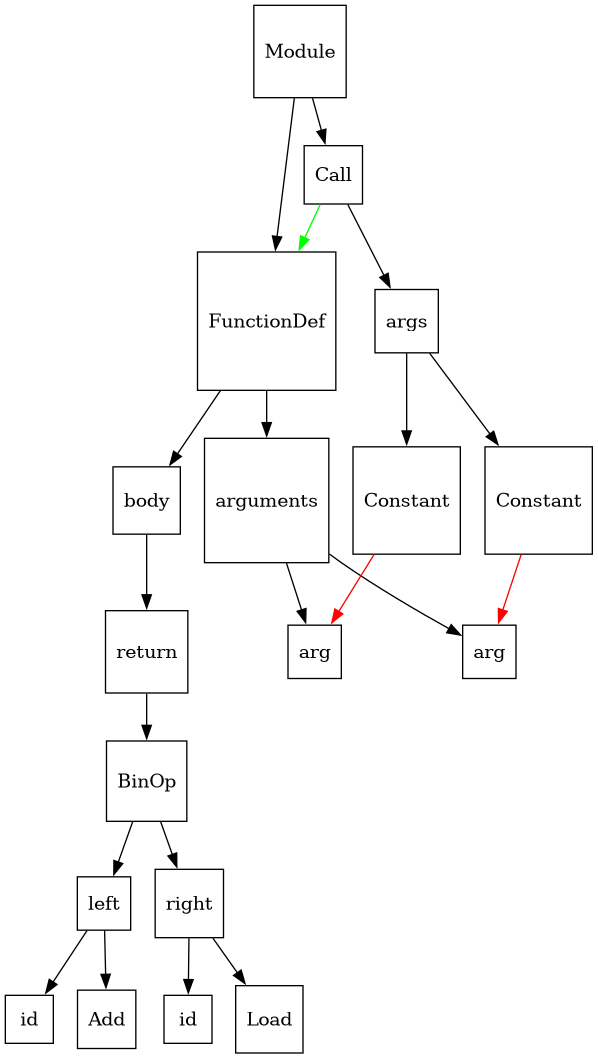 Module
Call
FunctionDef
args
body
arguments
Constant
Constant
return
arg
arg
BinOp
left
right
id
Add
id
Load